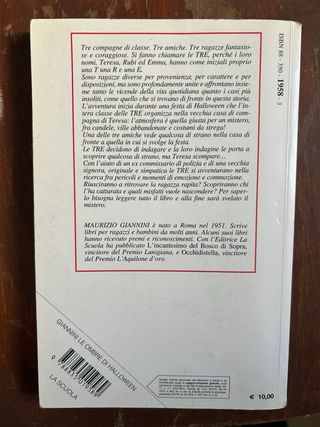 Tre compagne di classe. Tre amiche. Tre ragazze fantasio-
se e coraggiose. Si fanno chiamare le TRE, perché i loro
nomi, Teresa, Rubi ed Emma, hanno come iniziali proprio
una T una R e una E.
Sono ragazze diverse per provenienza, per carattere e per
disposizioni, ma sono profondamente unite e affrontano insie-
me tanto le vicende della vita quotidiana quanto i casi più
insoliti, come quello che si trovano di fronte in questa storia.
L'avventura inizia durante una festa di Halloween che l'in-
tera classe delle TRE organizza nella vecchia casa di cam-
pagna di Teresa: l'atmosfera è quella giusta per un mistero,
fra candele, ville abbandonate e costumi da strega!
Una delle tre amiche vede qualcosa di strano nella casa di
fronte a quella in cui si svolge la festa.
Le TRE decidono di indagare e la loro indagine le porta a
scoprire qualcosa di strano, ma Teresa scompare...
Con l'aiuto di un ex commissario di polizia e di una vecchia
signora, originale e simpatica le TRE si avventurano nella
ricerca fra pericoli e momenti di emozione e commozione.
Riusciranno a ritrovare la ragazza rapita? Scopriranno chi
l'ha catturata e quali misfatti vuole nascondere? Per saper-
lo bisogna leggere tutto il libro e alla fine sarà svelato il
mistero.
MAURIZIO GIANNINI è nato a Roma nel 1951. Scrive
libri per ragazzi e bambini da molti anni. Alcuni suoi libri
hanno ricevuto premi e riconoscimenti. Con l'Editrice La
Scuola ha pubblicato L'incantesimo del Bosco di Sopra,
vincitore del Premio Lunigiana, e Occhidistella, vincitore
del Premio L'Aquilone d'oro.
ISBN 88 - 350 - 1958 - 3
GIANNINI: LE OMBRE DI HALLOWEEN
LA SCUOLA
€ 10,00